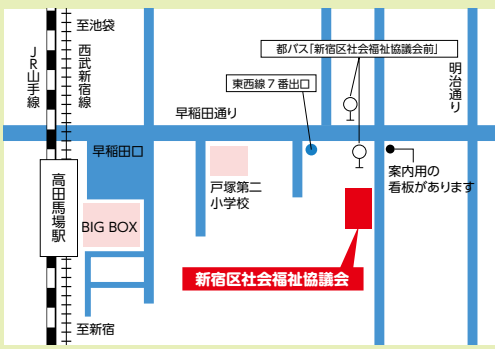 至池袋
都バス「新宿区社会福祉協議会前」
JR山手線
西武新宿線
明治通り
東西線7番出口
早稲田通り
早稲田口
案内用の
看板があります
高田馬場駅
戸塚第二
小学校
BIG BOX
新宿区社会福祉協議会
至新宿